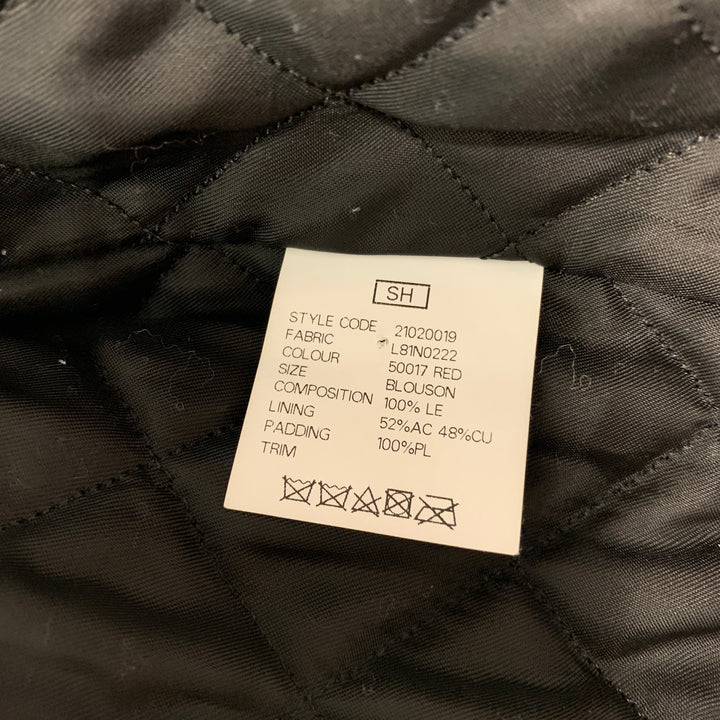 SH
STYLE CODE 21020019
FABRIC L81N0222
COLOUR 50017 RED
SIZE BLOUSON
COMPOSITION 100% LE
LINING 52%AC 48%CU
PADDING 100%PL
TRIM